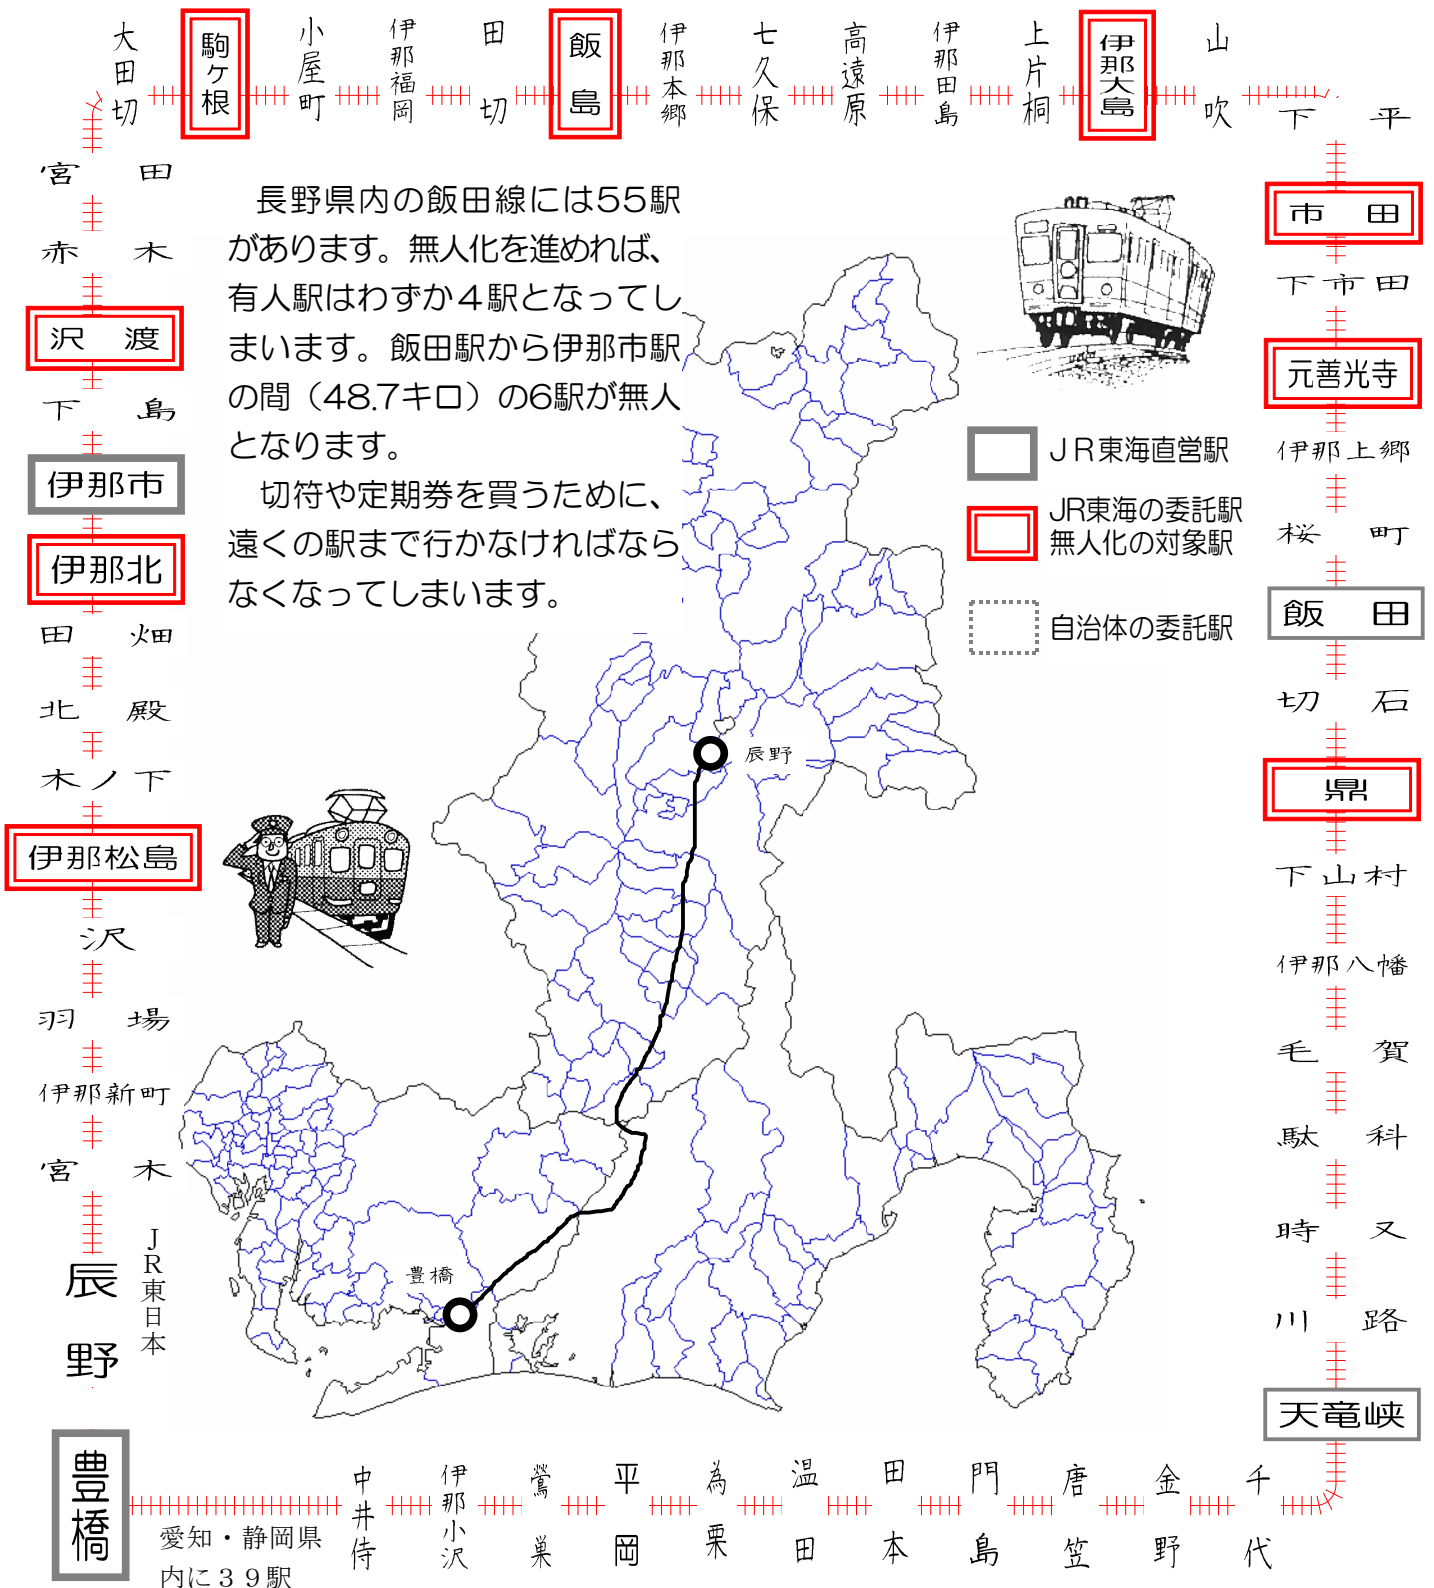 大田切
駒ヶ根
小屋町
伊那福岡
田切
飯島
伊那本郷
七久保
高遠原
伊那田島
上片桐
伊那大島
山吹
下平
市田
下市田
元善光寺
伊那上郷
桜町
飯田
切石
鼎
下山村
伊那八幡
毛賀
駄科
時又
川路
天竜峡
千代
金野
唐笠
門島
田本
温田
為栗
平岡
鶯巣
伊那小沢
中井侍
宮田
赤木
沢渡
下島
伊那市
伊那北
田畑
北殿
木ノ下
伊那松島
沢
羽場
伊那新町
宮木
辰野
JR東日本
豊橋
愛知・静岡県
内に39駅
長野県内の飯田線には55駅
があります。無人化を進めれば、
有人駅はわずか4駅となってし
まいます。飯田駅から伊那市駅
の間（48.7キロ）の6駅が無人
となります。
切符や定期券を買うために、
遠くの駅まで行かなければなら
なくなってしまいます。
JR東海直営駅
JR東海の委託駅
無人化の対象駅
自治体の委託駅
辰野
豊橋